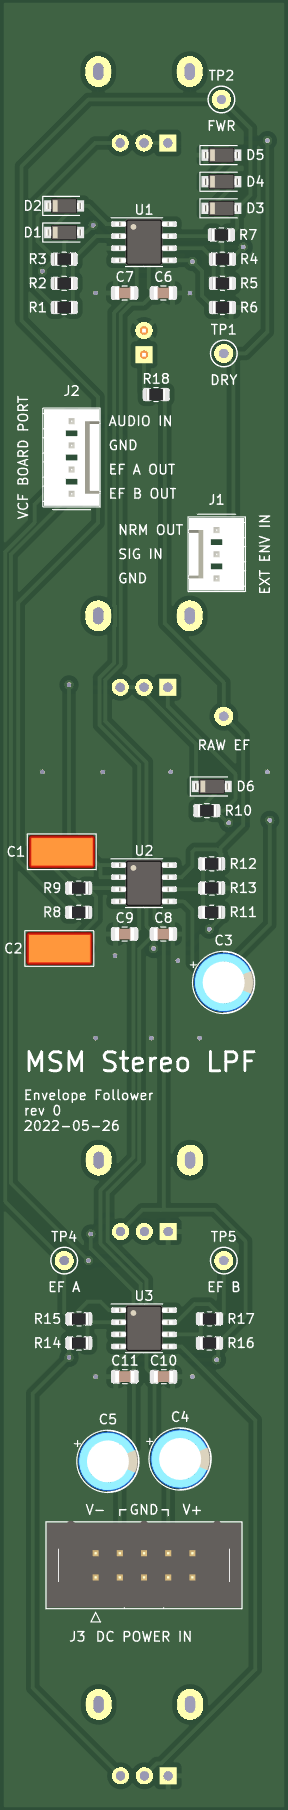 TP2
FWR
D5
D4
D2
D3
U1
D1
R7
R3
R4
R2
R5
C7
C6
R1
R6
TP1
R18
DRY
J2
VCF BOARD PORT
AUDIO IN
GND
EF A OUT
EF B OUT
J1
NRM OUT
SIG IN
GND
EXT ENV IN
RAW EF
D6
R10
C1
U2
R12
R9
R13
R8
R11
C9
C8
C2
C3
+
MSM Stereo LPF
Envelope Follower
rev 0
2022-05-26
TP4
TP5
EF A
EF B
U3
R15
R17
R14
R16
C11
C10
C5
C4
+
+
V-
GND
V+
J3 DC POWER IN